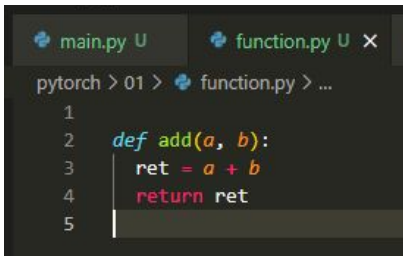 main.py U function.py U ×
pytorch > 01 > function.py > ...
1
2 def add(a, b):
3 ret = a + b
4 return ret
5